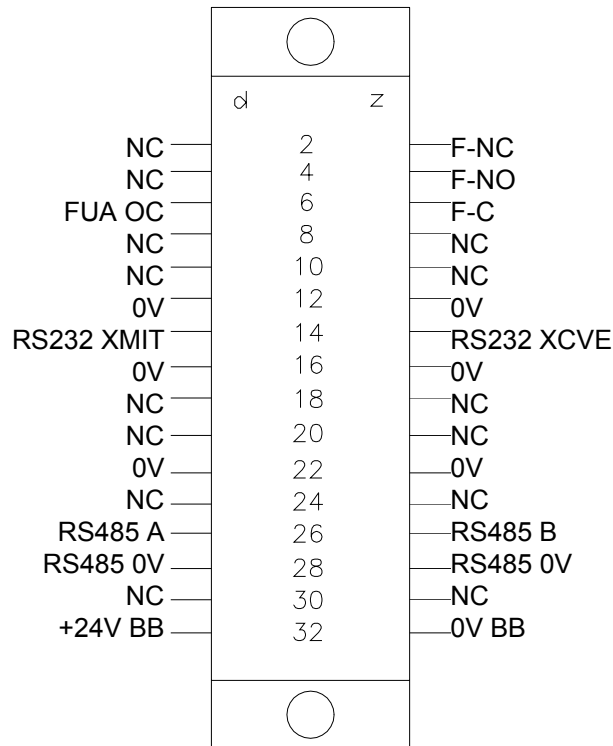 d z
NC 2 F-NC
NC 4 F-NO
FUA OC 6 F-C
NC 8 NC
NC 10 NC
0V 12 0V
RS232 XMIT 14 RS232 XCVE
0V 16 0V
NC 18 NC
NC 20 NC
0V 22 0V
NC 24 NC
RS485 A 26 RS485 B
RS485 0V 28 RS485 0V
NC 30 NC
+24V BB 32 0V BB